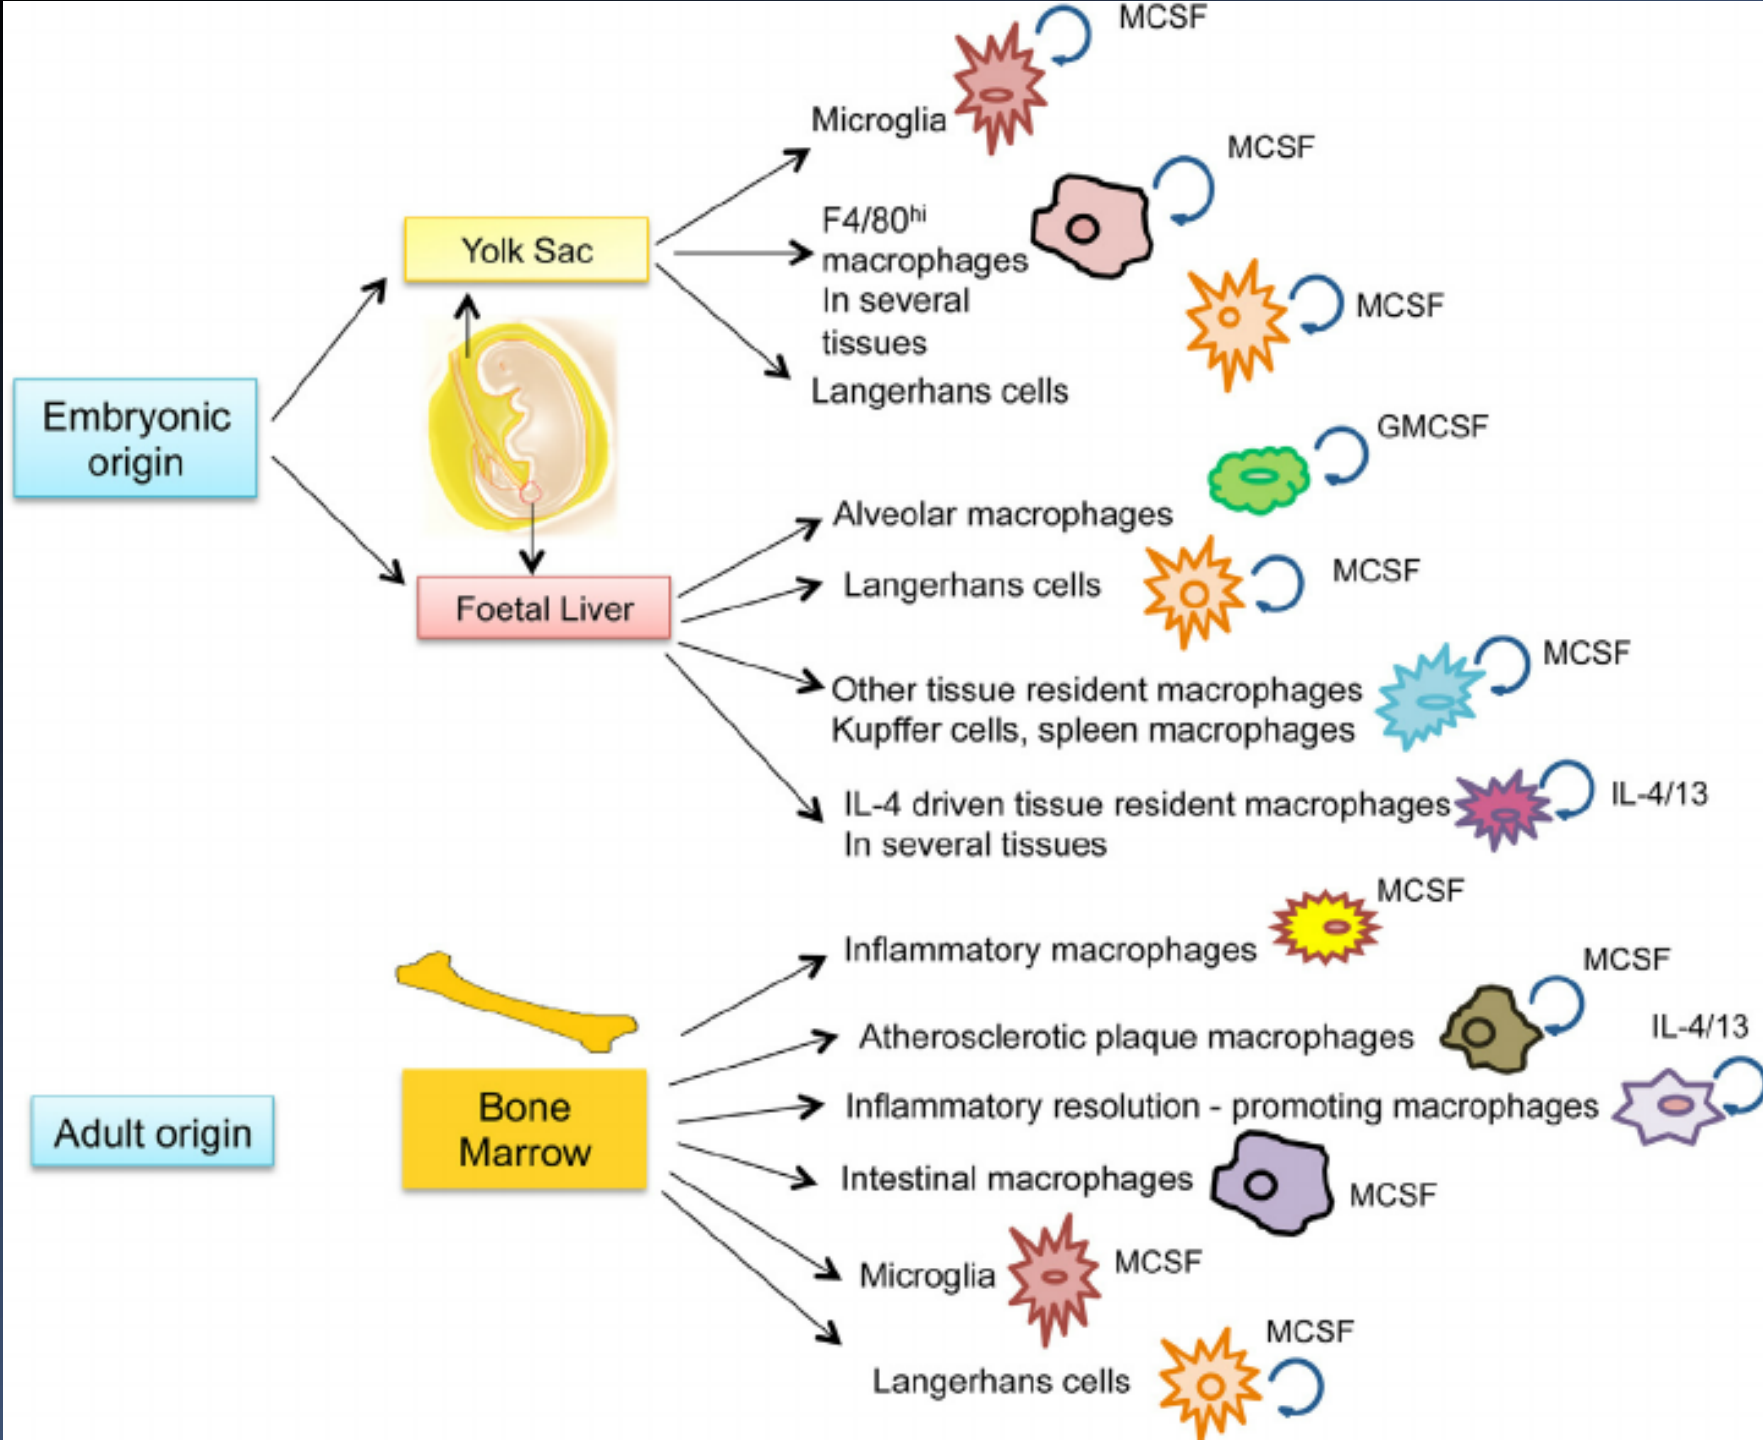 MCSF
Microglia
MCSF
F4/80hi
macrophages
In several
tissues
MCSF
Langerhans cells
Yolk Sac
Embryonic
origin
GMCSF
Alveolar macrophages
Langerhans cells
MCSF
Foetal Liver
MCSF
Other tissue resident macrophages
Kupffer cells, spleen macrophages
IL-4 driven tissue resident macrophages
In several tissues
IL-4/13
MCSF
Inflammatory macrophages
MCSF
Atherosclerotic plaque macrophages
IL-4/13
Inflammatory resolution - promoting macrophages
Bone
Marrow
Adult origin
Intestinal macrophages
MCSF
Microglia
MCSF
MCSF
Langerhans cells